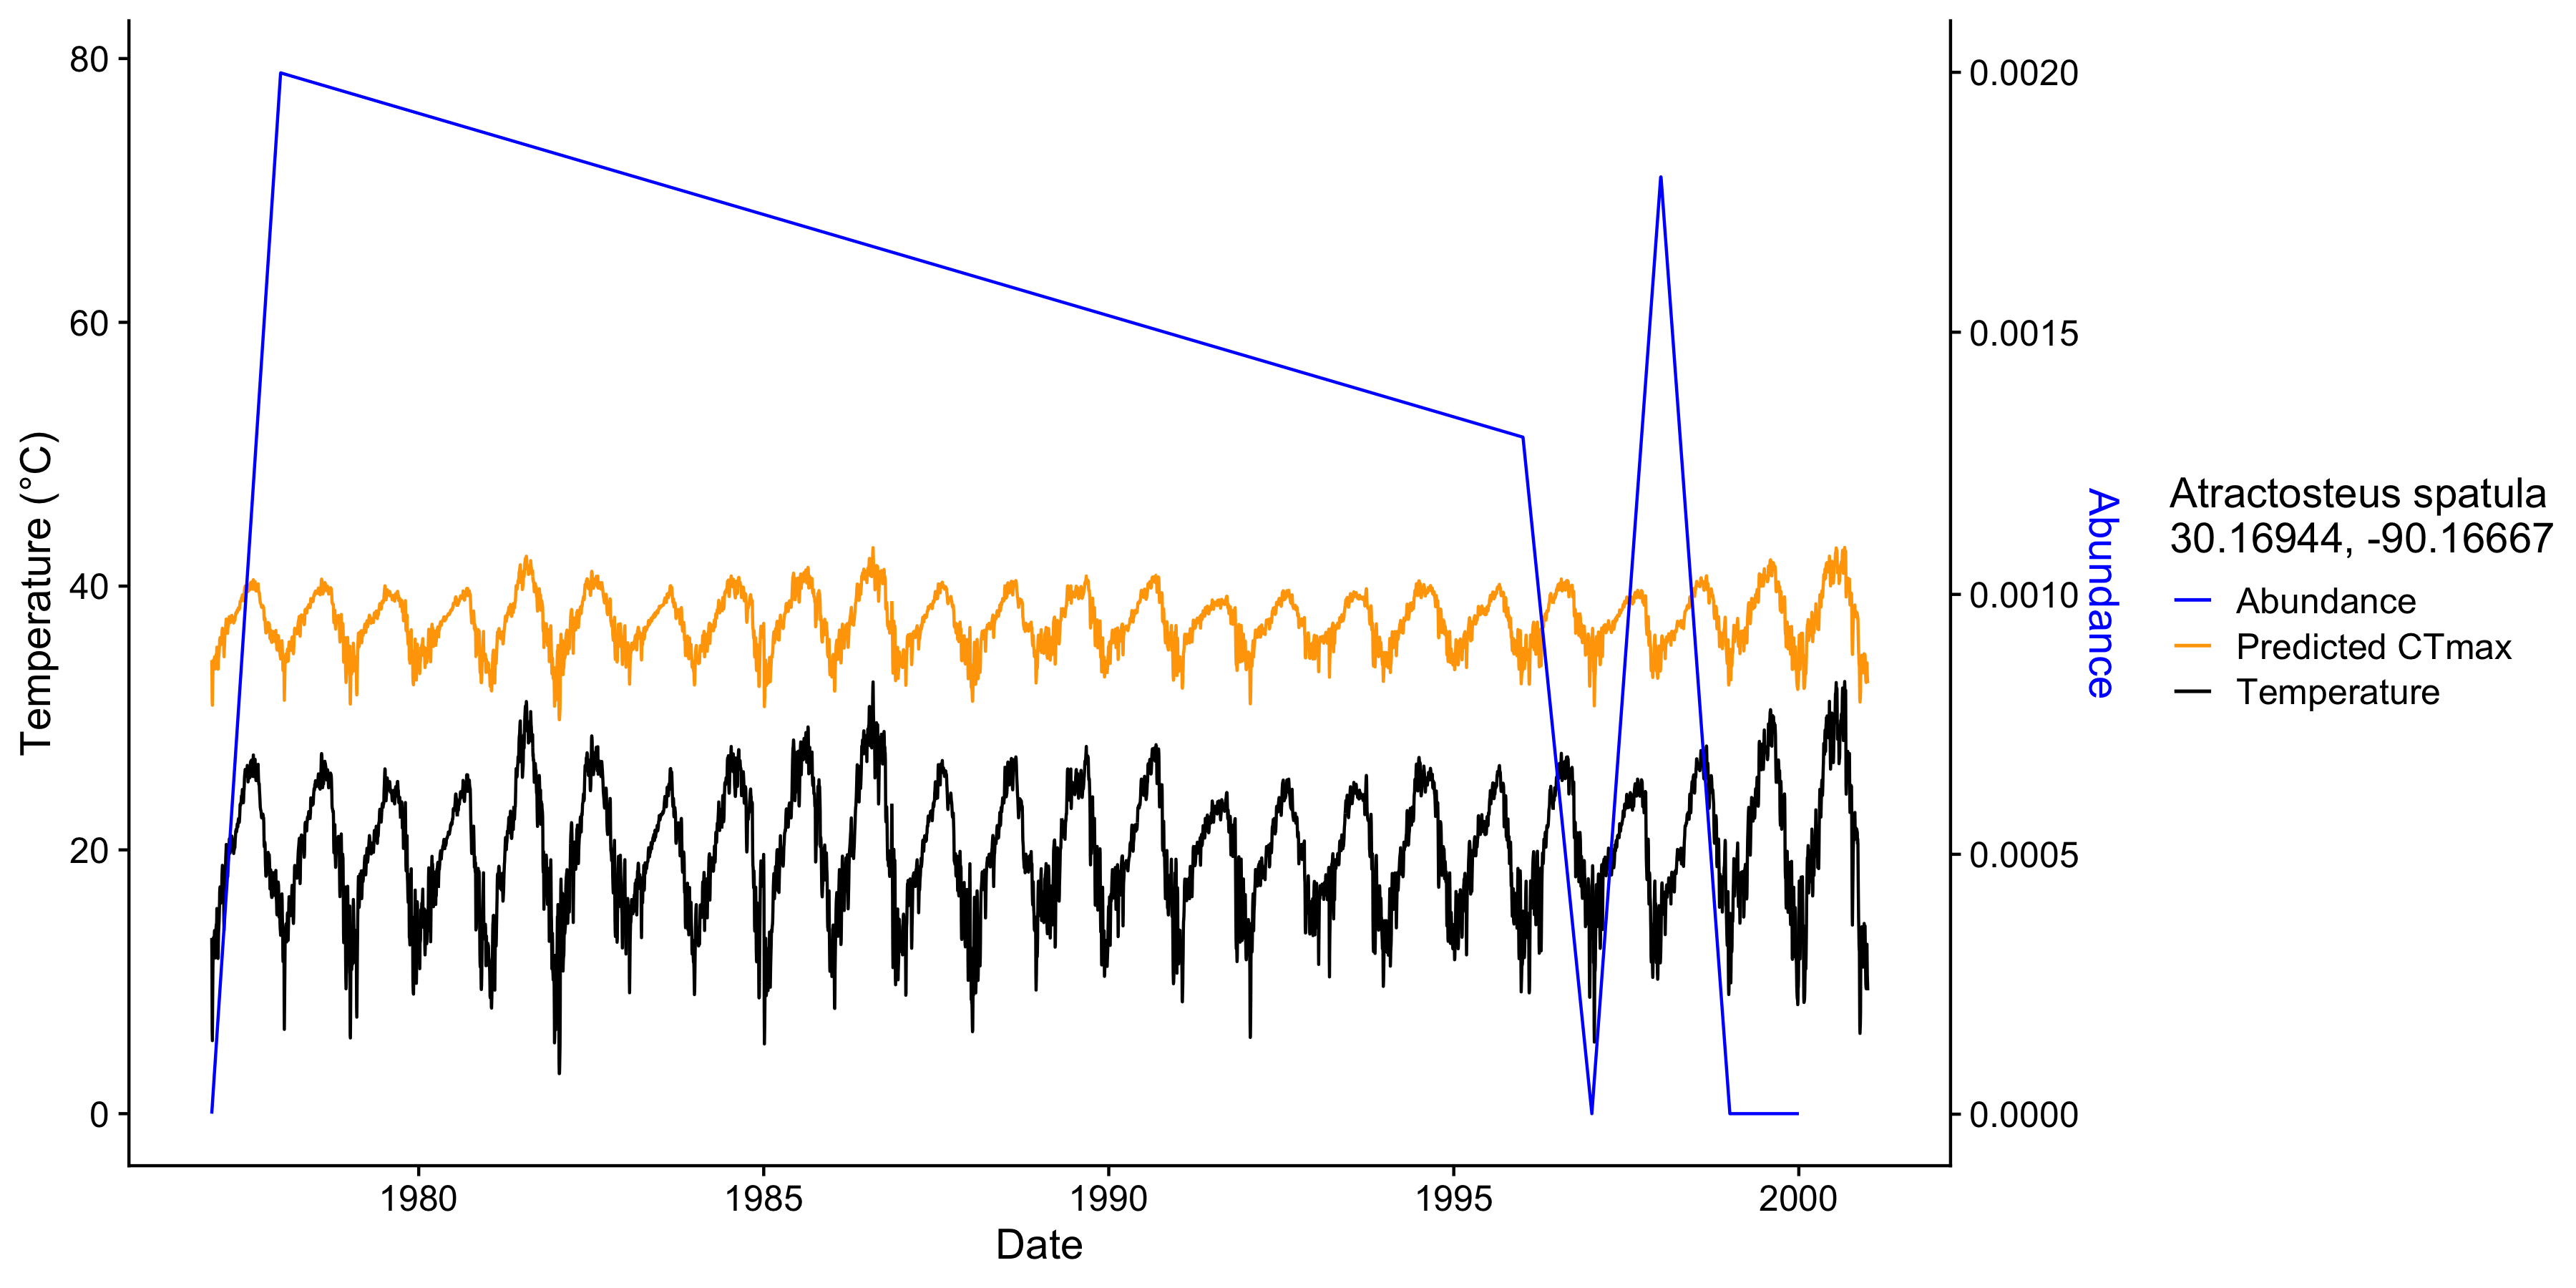 80
60
40
20
0
Temperature (°C)
1980
1985
1990
1995
2000
Date
0.0020
0.0015
0.0010
0.0005
0.0000
Abundance
Atractosteus spatula
30.16944, -90.16667
Abundance
Predicted CTmax
Temperature